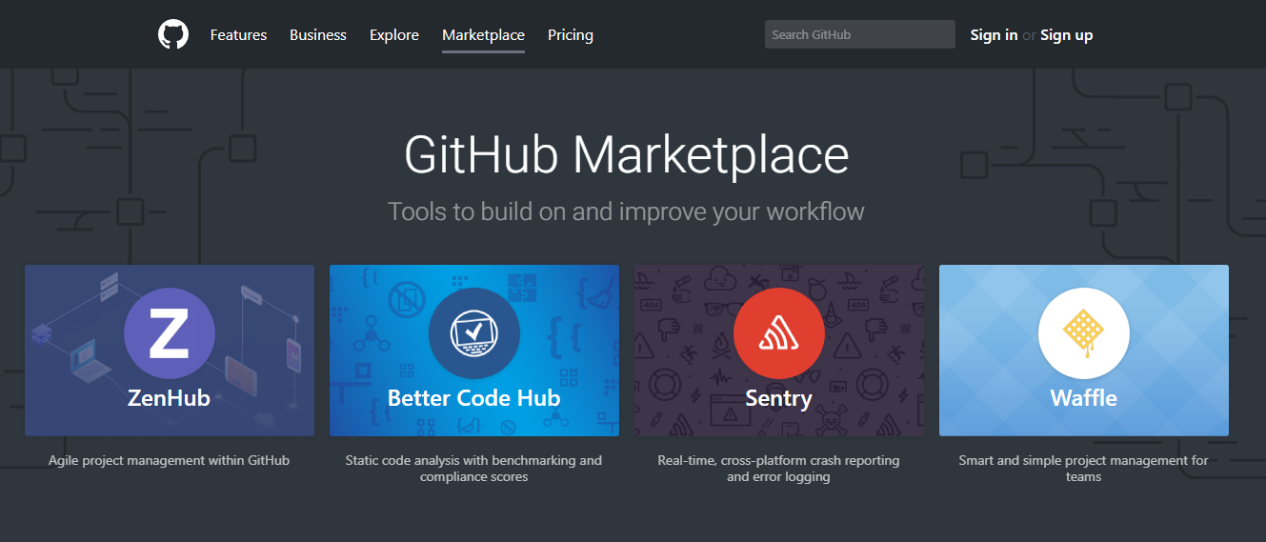 Features Business Explore Marketplace Pricing Search GitHub Sign in or Sign up
GitHub Marketplace
Tools to build on and improve your workflow
Z
404
404
ZenHub Better Code Hub Sentry Waffle
Agile project management within GitHub
Static code analysis with benchmarking and
compliance scores
Real-time, cross-platform crash reporting
and error logging
Smart and simple project management for
teams